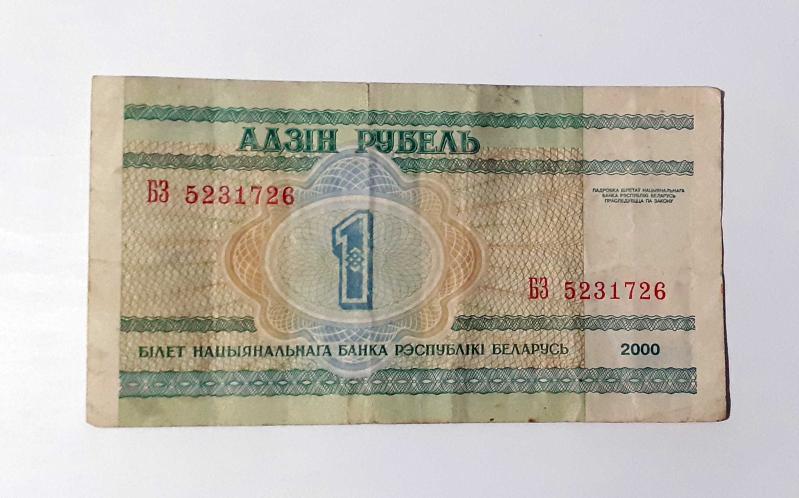 АДЗІН РУБЕЛЬ
БЗ 5231726
ПАДРОБКА БІЛЕТАЎ НАЦЫЯНАЛЬНАГА
БАНКА РЭСПУБЛІКІ БЕЛАРУСЬ
ПРАСЛЕДУЕЦЦА ПА ЗАКОНУ
1
БЗ 5231726
БІЛЕТ НАЦЫЯНАЛЬНАГА БАНКА РЭСПУБЛІКІ БЕЛАРУСЬ 2000